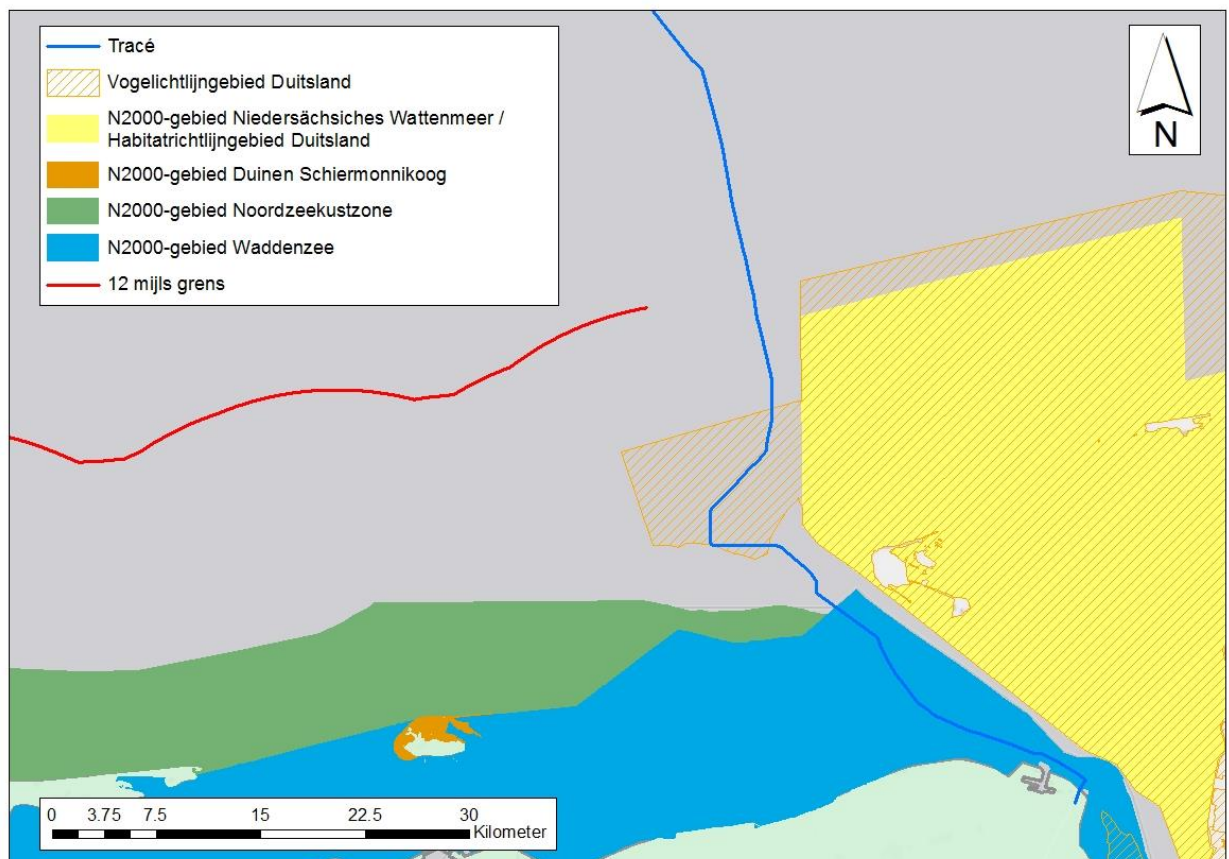 Tracé
Vogelichtlijngebied Duitsland
N2000-gebied Niedersächsiches Wattenmeer /
Habitatrichtlijngebied Duitsland
N2000-gebied Duinen Schiermonnikoog
N2000-gebied Noordzeekustzone
N2000-gebied Waddenzee
12 mijls grens
N
0 3.75 7.5 15 22.5 30
Kilometer